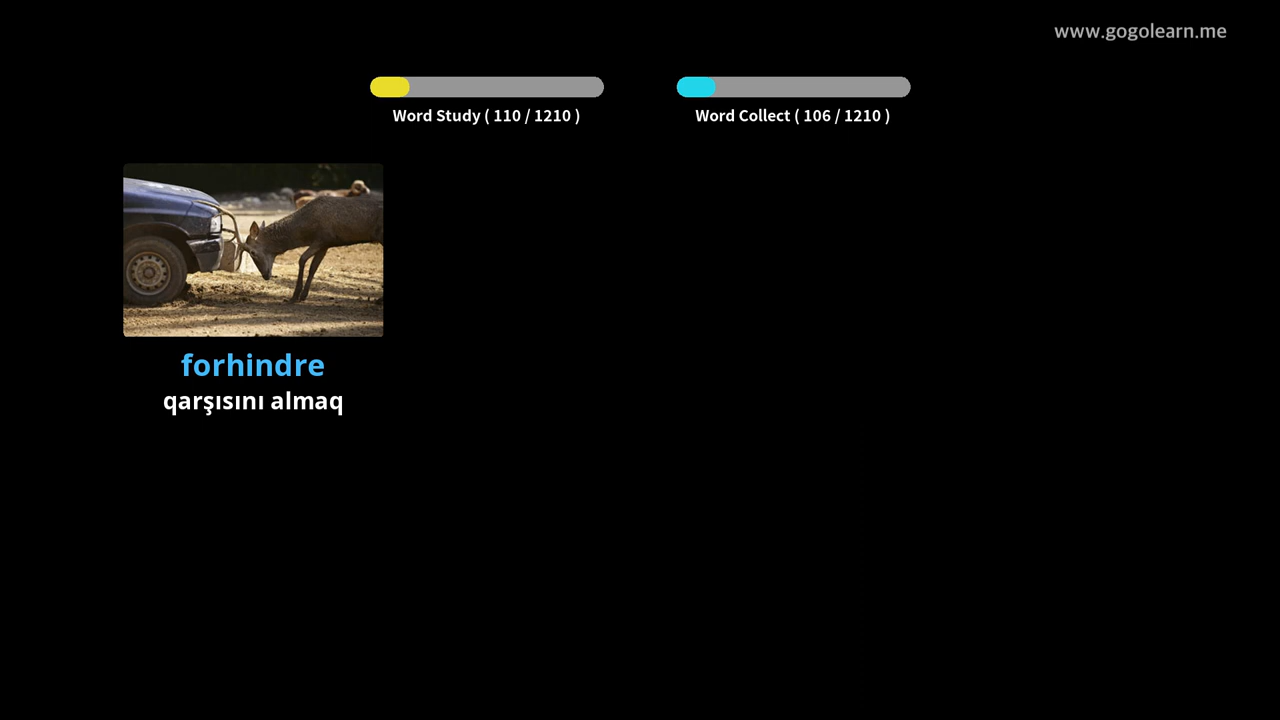 www.gogolearn.me
Word Study ( 110 / 1210 )
Word Collect ( 106 / 1210 )
forhindre
qarşısını almaq